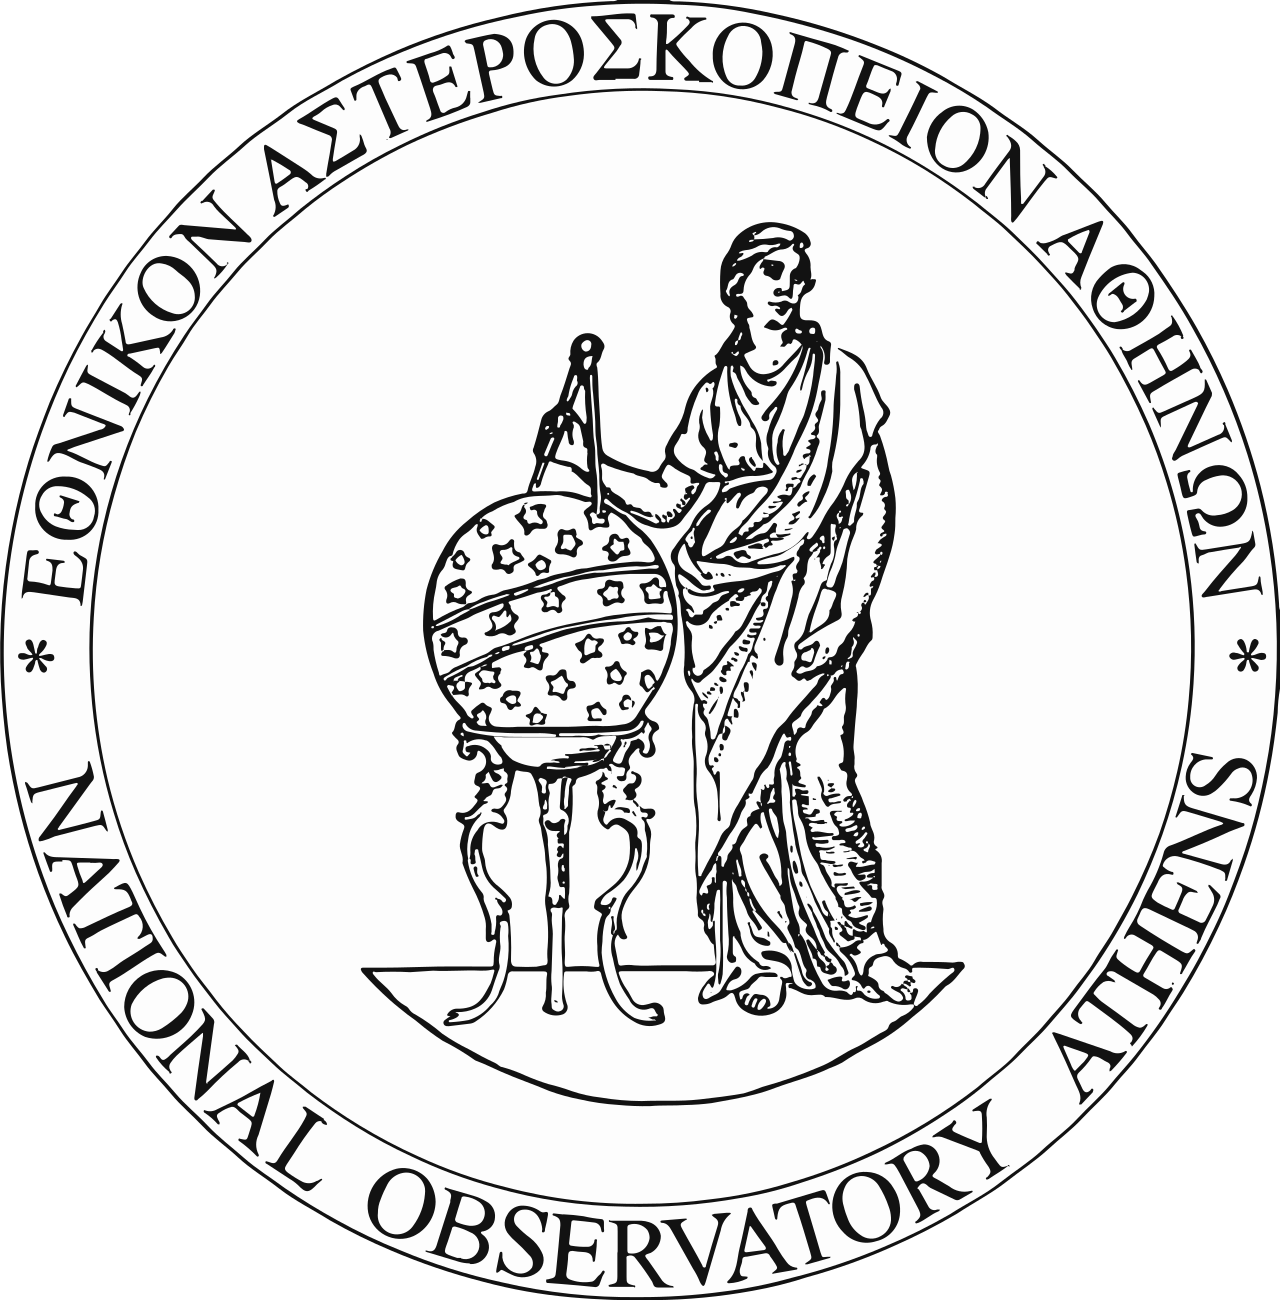 ΕΘΝΙΚΟΝ ΑΣΤΕΡΟΣΚΟΠΕΙΟΝ ΑΘΗΝΩΝ
* NATIONAL OBSERVATORY ATHENS *